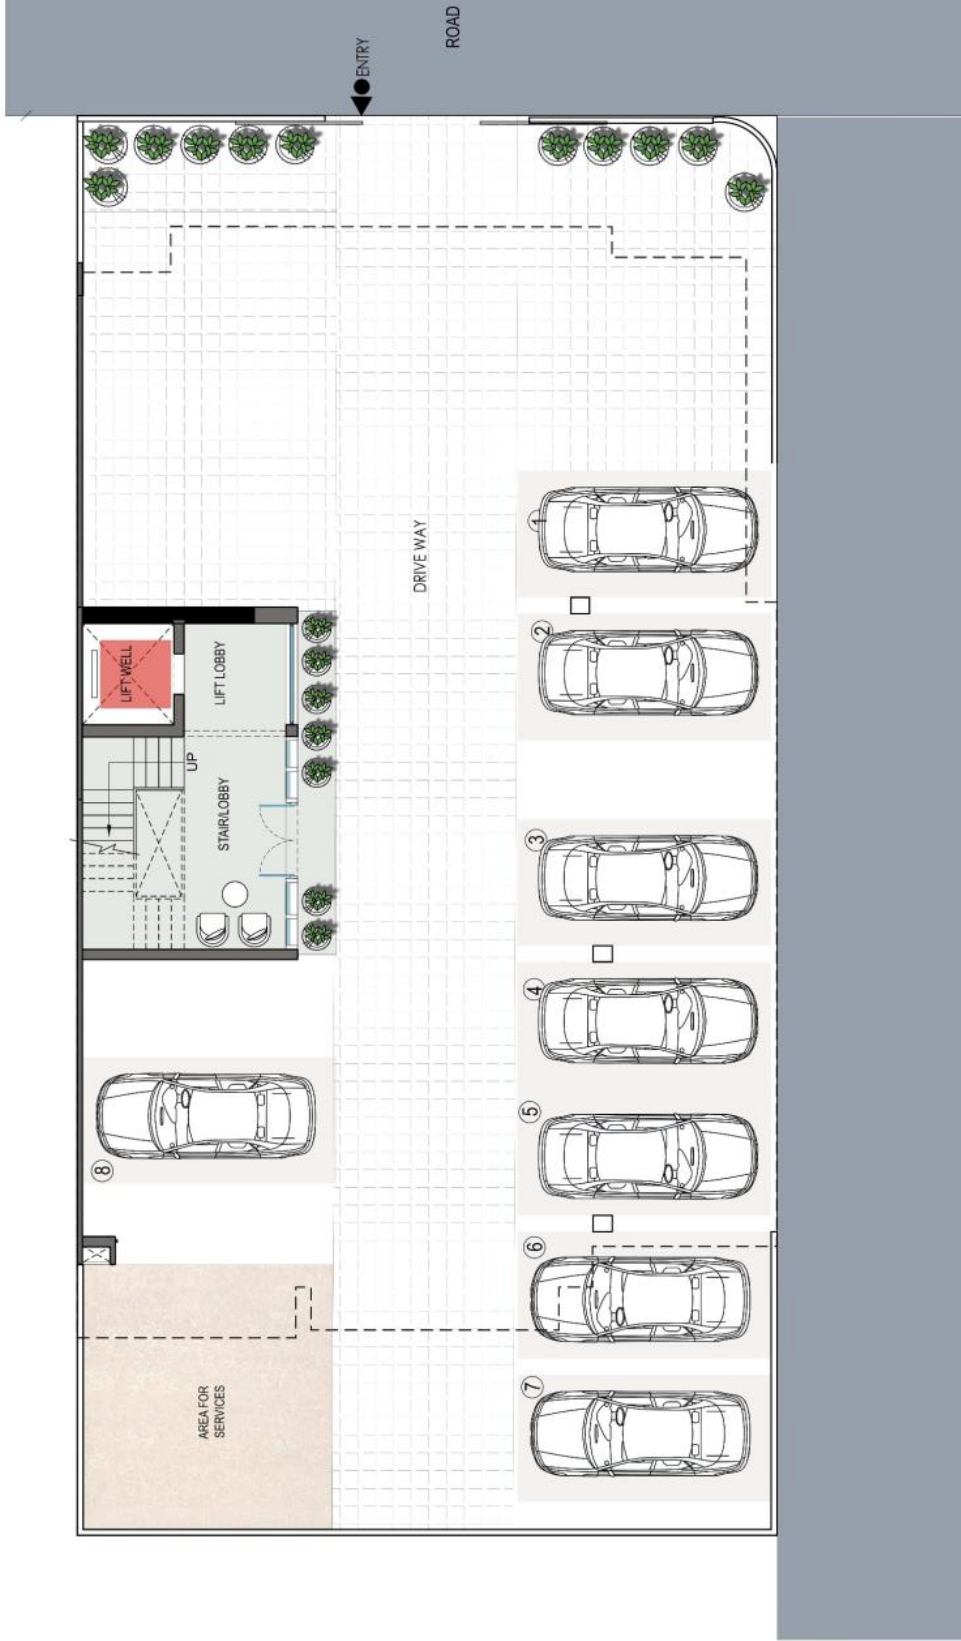 ROAD
ENTRY
DRIVE WAY
1
2
LIFT WELL
LIFT LOBBY
UP
STAIR/LOBBY
3
4
5
8
6
7
AREA FOR
SERVICES